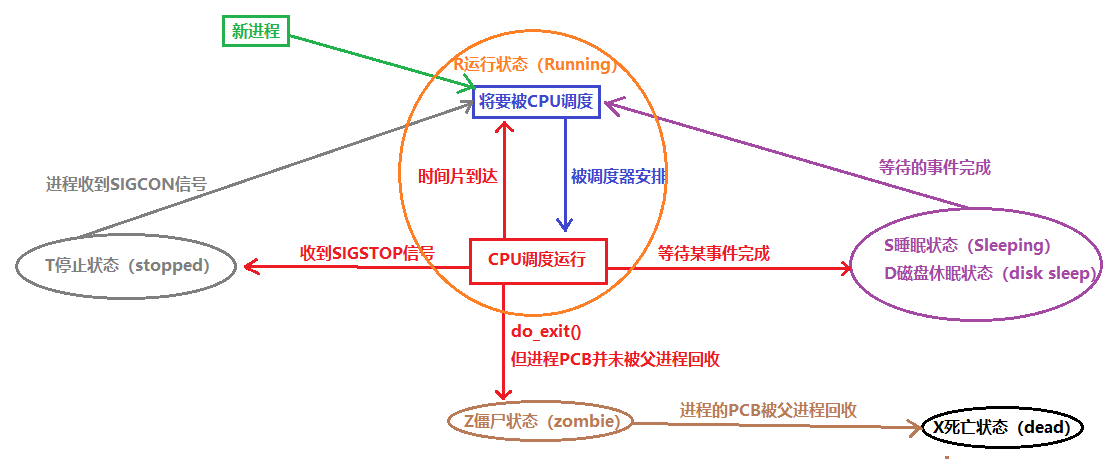 新进程
R运行状态（Running）
将要被CPU调度
进程收到SIGCON信号
时间片到达
被调度器安排
等待的事件完成
T停止状态（stopped）
收到SIGSTOP信号
CPU调度运行
等待某事件完成
S睡眠状态（Sleeping）
D磁盘休眠状态（disk sleep）
do_exit()
但进程PCB并未被父进程回收
Z僵尸状态（zombie）
进程的PCB被父进程回收
X死亡状态（dead）